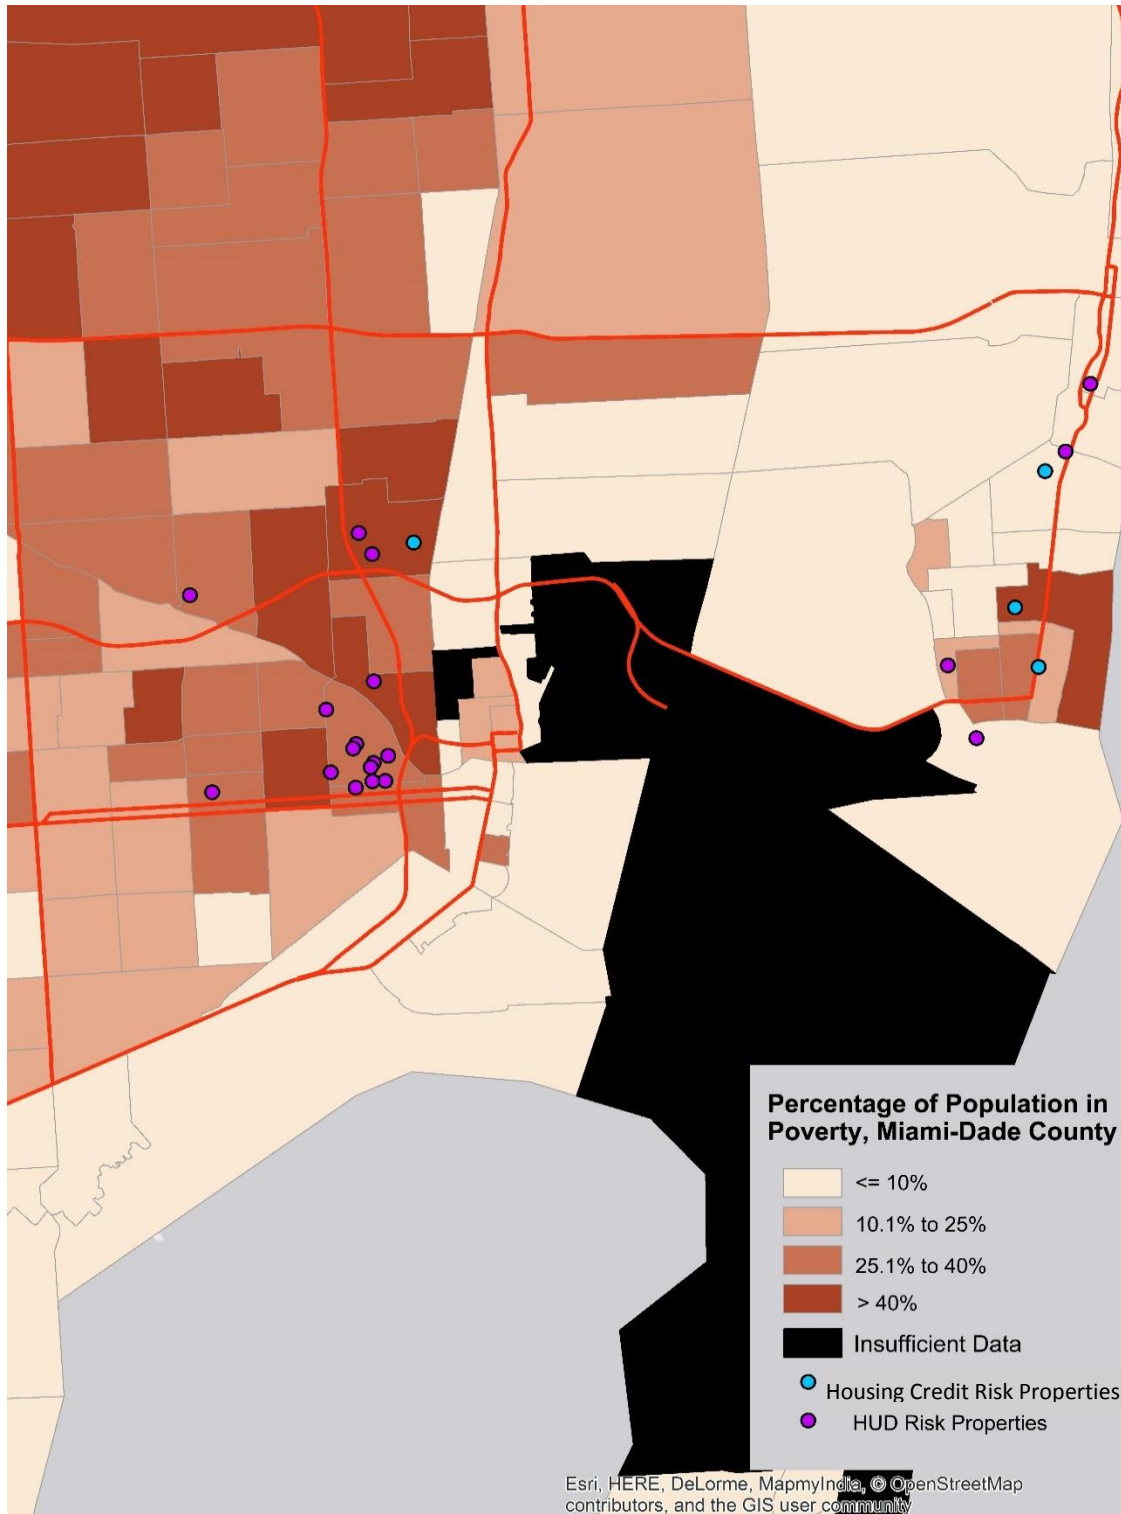 Percentage of Population in
Poverty, Miami-Dade County
<= 10%
10.1% to 25%
25.1% to 40%
> 40%
Insufficient Data
Housing Credit Risk Properties
HUD Risk Properties
Esri, HERE, DeLorme, MapmyIndia, © OpenStreetMap
contributors, and the GIS user community